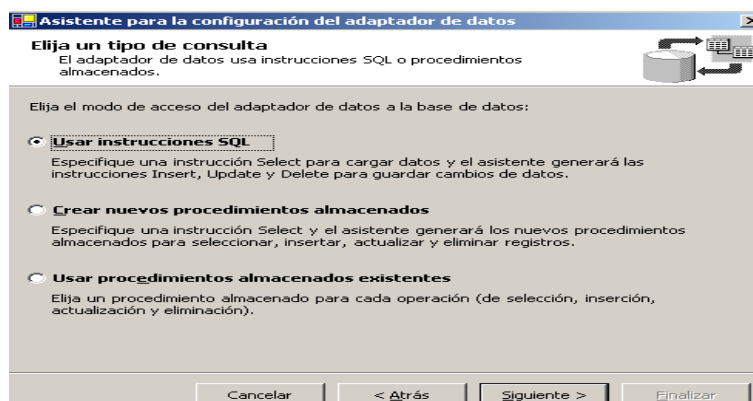 Asistente para la configuración del adaptador de datos
Elija un tipo de consulta
El adaptador de datos usa instrucciones SQL o procedimientos
almacenados.
Elija el modo de acceso del adaptador de datos a la base de datos:
Usar instrucciones SQL
Especifique una instrucción Select para cargar datos y el asistente generará las
instrucciones Insert, Update y Delete para guardar cambios de datos.
Crear nuevos procedimientos almacenados
Especifique una instrucción Select y el asistente generará los nuevos procedimientos
almacenados para seleccionar, insertar, actualizar y eliminar registros.
Usar procedimientos almacenados existentes
Elija un procedimiento almacenado para cada operación (de selección, inserción,
actualización y eliminación).
Cancelar < Atrás Siguiente > Finalizar